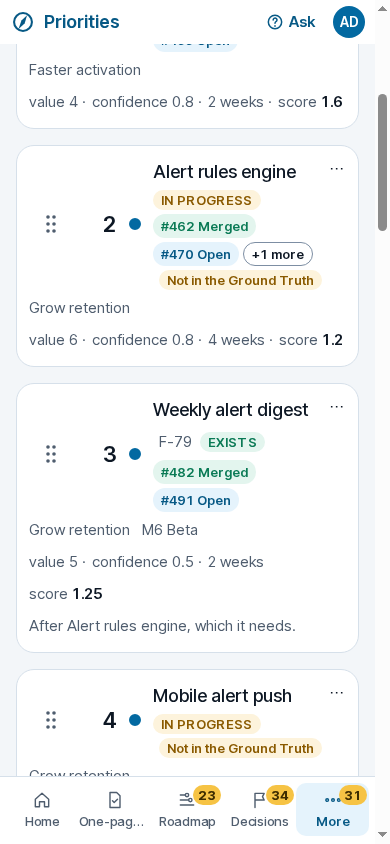 Priorities
Ask
AD
Faster activation
value 4 · confidence 0.8 · 2 weeks · score 1.6
Alert rules engine
...
IN PROGRESS
#462 Merged
2
#470 Open +1 more
Not in the Ground Truth
Grow retention
value 6 · confidence 0.8 · 4 weeks · score 1.2
Weekly alert digest
...
F-79 EXISTS
3
#482 Merged
#491 Open
Grow retention M6 Beta
value 5 · confidence 0.5 · 2 weeks
score 1.25
After Alert rules engine, which it needs.
Mobile alert push
...
4
IN PROGRESS
Not in the Ground Truth
Grow retention
23 34 31
Home One-pag... Roadmap Decisions More